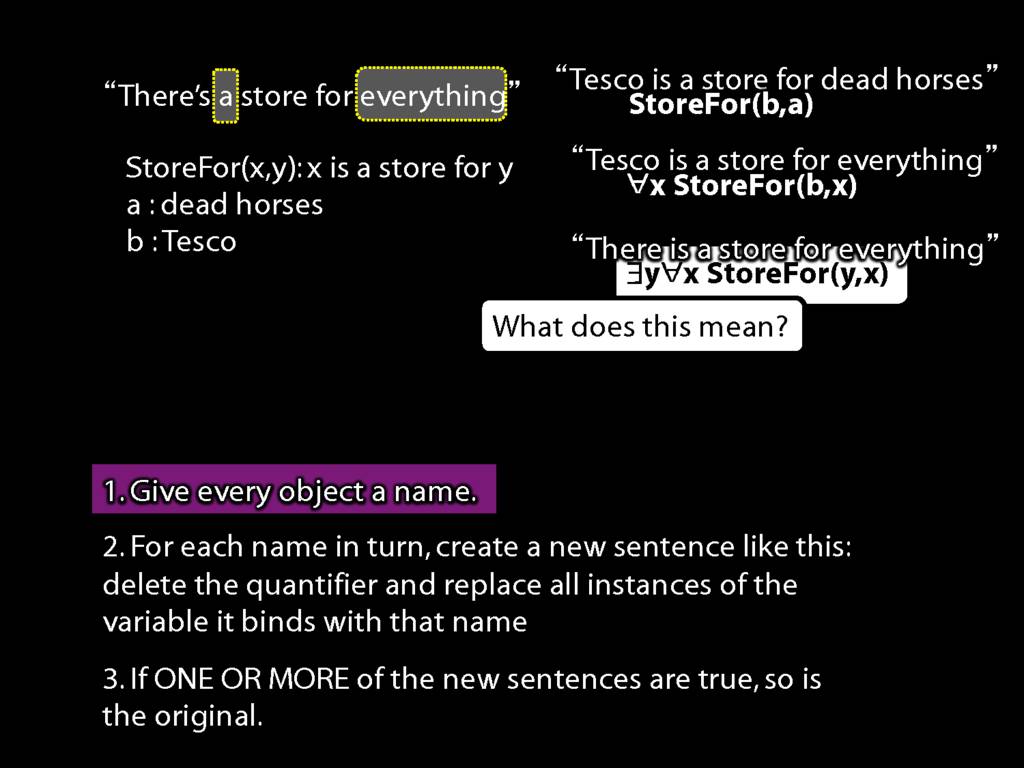 “There’s a store for everything”
StoreFor(x,y): x is a store for y
a : dead horses
b : Tesco
“Tesco is a store for dead horses”
StoreFor(b,a)
“Tesco is a store for everything”
∀x StoreFor(b,x)
“There is a store for everything”
∃y∀x StoreFor(y,x)
What does this mean?
1. Give every object a name.
2. For each name in turn, create a new sentence like this:
delete the quantifier and replace all instances of the
variable it binds with that name
3. If ONE OR MORE of the new sentences are true, so is
the original.